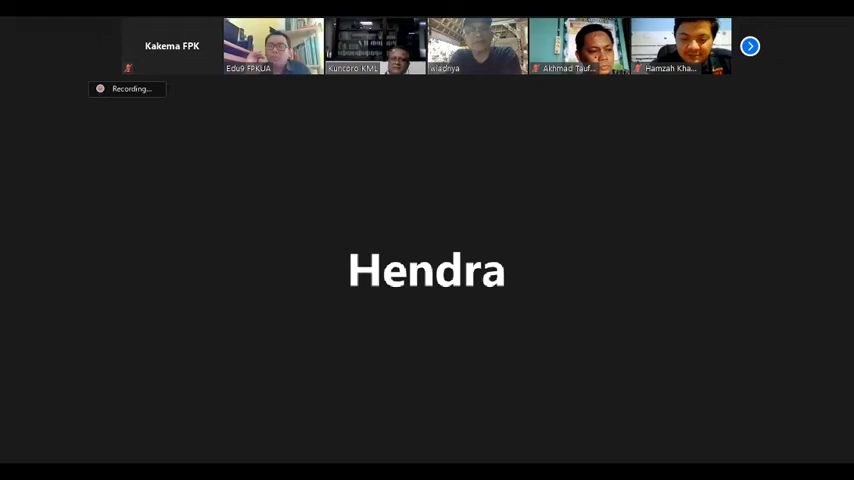 Kakema FPK
Edu9 FPKUA
Kuncoro KML
wiadnya
Akhmad Tauf...
Hamzah Kha...
Recording...
Hendra